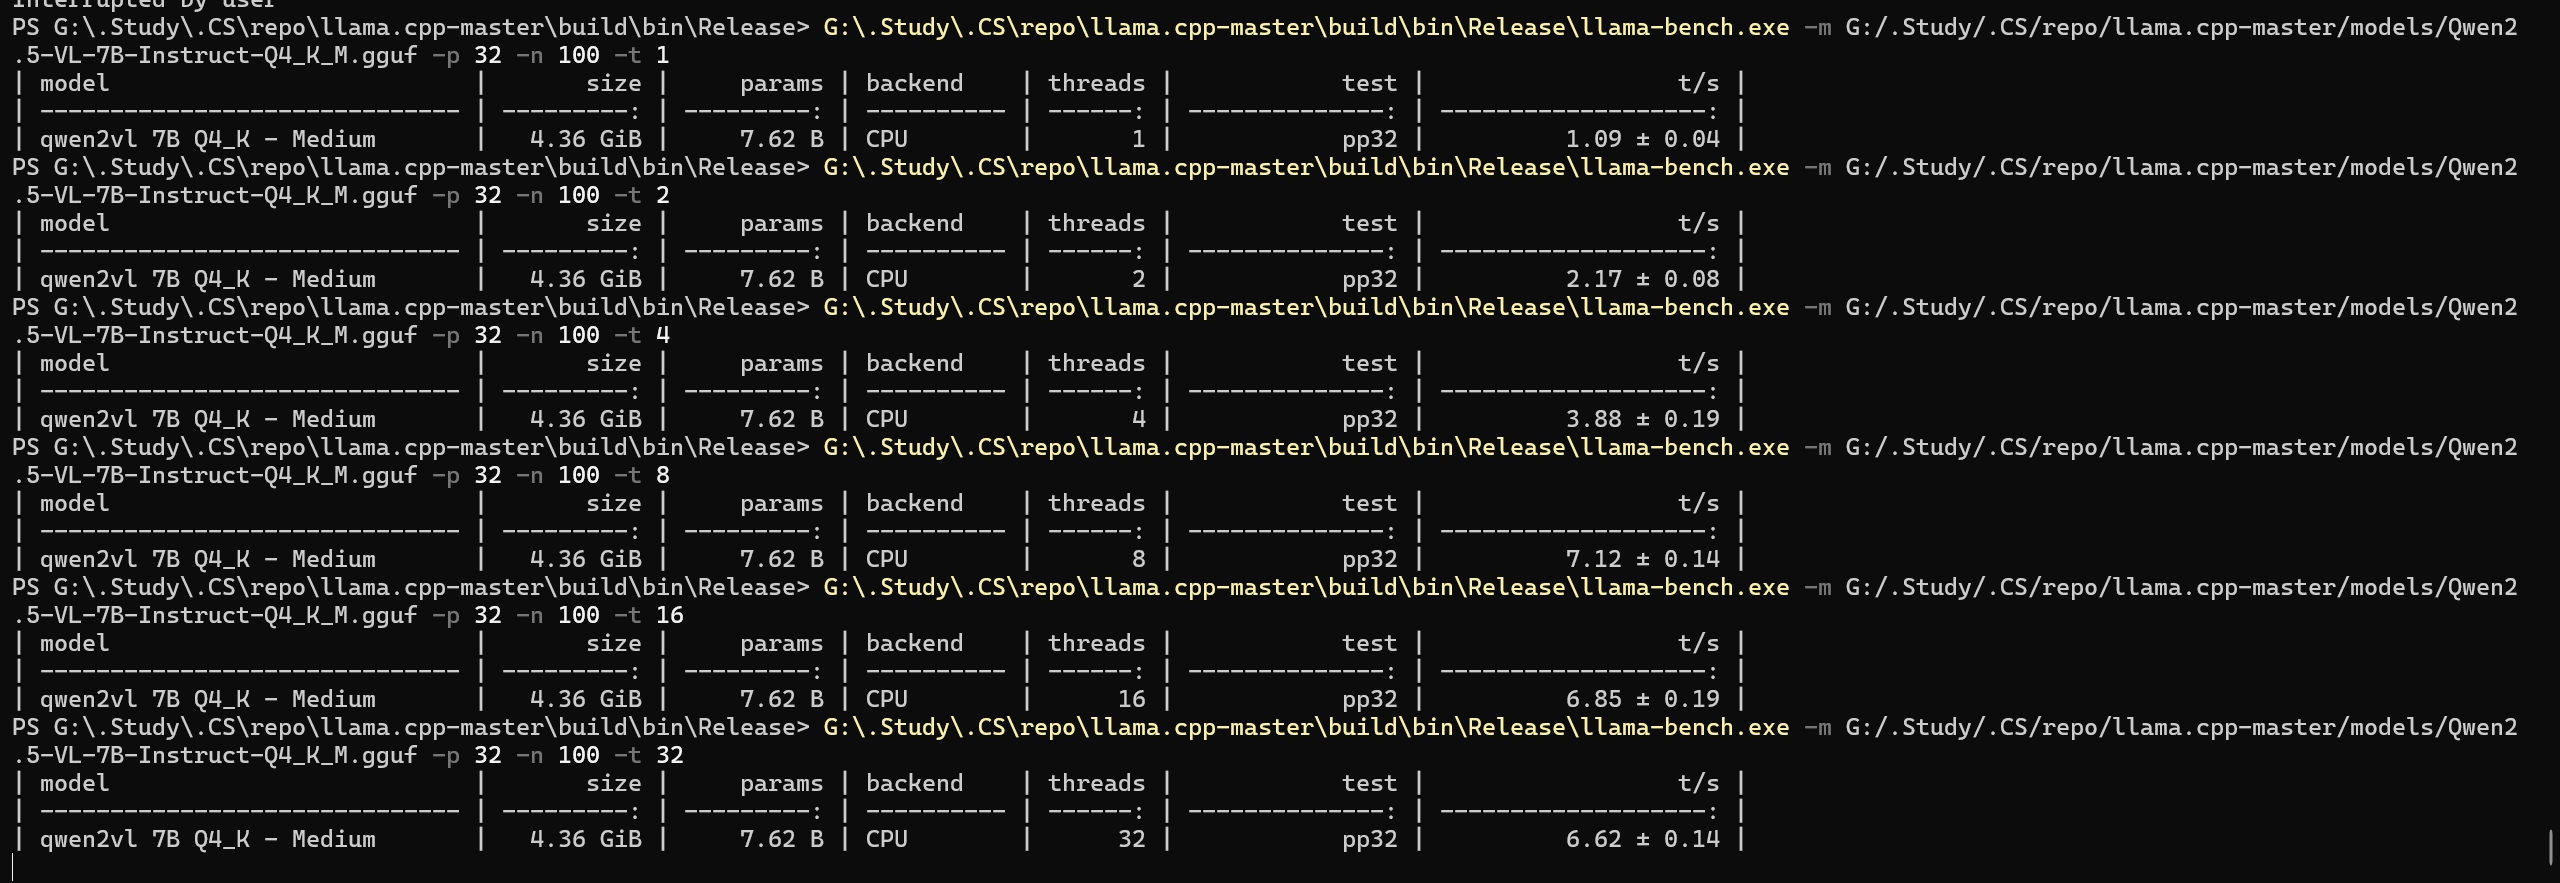 Interrupted by user
PS G:\.Study\.CS\repo\llama.cpp-master\build\bin\Release> G:\.Study\.CS\repo\llama.cpp-master\build\bin\Release\llama-bench.exe -m G:/.Study/.CS/repo/llama.cpp-master/models/Qwen2
.5-VL-7B-Instruct-Q4_K_M.gguf -p 32 -n 100 -t 1
| model                          |       size |     params | backend    | threads |            test |                  t/s |
| ------------------------------ | ---------: | ---------: | ---------- | ------: | --------------: | -------------------: |
| qwen2vl 7B Q4_K - Medium       |   4.36 GiB |     7.62 B | CPU        |       1 |            pp32 |          1.09 ± 0.04 |
PS G:\.Study\.CS\repo\llama.cpp-master\build\bin\Release> G:\.Study\.CS\repo\llama.cpp-master\build\bin\Release\llama-bench.exe -m G:/.Study/.CS/repo/llama.cpp-master/models/Qwen2
.5-VL-7B-Instruct-Q4_K_M.gguf -p 32 -n 100 -t 2
| model                          |       size |     params | backend    | threads |            test |                  t/s |
| ------------------------------ | ---------: | ---------: | ---------- | ------: | --------------: | -------------------: |
| qwen2vl 7B Q4_K - Medium       |   4.36 GiB |     7.62 B | CPU        |       2 |            pp32 |          2.17 ± 0.08 |
PS G:\.Study\.CS\repo\llama.cpp-master\build\bin\Release> G:\.Study\.CS\repo\llama.cpp-master\build\bin\Release\llama-bench.exe -m G:/.Study/.CS/repo/llama.cpp-master/models/Qwen2
.5-VL-7B-Instruct-Q4_K_M.gguf -p 32 -n 100 -t 4
| model                          |       size |     params | backend    | threads |            test |                  t/s |
| ------------------------------ | ---------: | ---------: | ---------- | ------: | --------------: | -------------------: |
| qwen2vl 7B Q4_K - Medium       |   4.36 GiB |     7.62 B | CPU        |       4 |            pp32 |          3.88 ± 0.19 |
PS G:\.Study\.CS\repo\llama.cpp-master\build\bin\Release> G:\.Study\.CS\repo\llama.cpp-master\build\bin\Release\llama-bench.exe -m G:/.Study/.CS/repo/llama.cpp-master/models/Qwen2
.5-VL-7B-Instruct-Q4_K_M.gguf -p 32 -n 100 -t 8
| model                          |       size |     params | backend    | threads |            test |                  t/s |
| ------------------------------ | ---------: | ---------: | ---------- | ------: | --------------: | -------------------: |
| qwen2vl 7B Q4_K - Medium       |   4.36 GiB |     7.62 B | CPU        |       8 |            pp32 |          7.12 ± 0.14 |
PS G:\.Study\.CS\repo\llama.cpp-master\build\bin\Release> G:\.Study\.CS\repo\llama.cpp-master\build\bin\Release\llama-bench.exe -m G:/.Study/.CS/repo/llama.cpp-master/models/Qwen2
.5-VL-7B-Instruct-Q4_K_M.gguf -p 32 -n 100 -t 16
| model                          |       size |     params | backend    | threads |            test |                  t/s |
| ------------------------------ | ---------: | ---------: | ---------- | ------: | --------------: | -------------------: |
| qwen2vl 7B Q4_K - Medium       |   4.36 GiB |     7.62 B | CPU        |      16 |            pp32 |          6.85 ± 0.19 |
PS G:\.Study\.CS\repo\llama.cpp-master\build\bin\Release> G:\.Study\.CS\repo\llama.cpp-master\build\bin\Release\llama-bench.exe -m G:/.Study/.CS/repo/llama.cpp-master/models/Qwen2
.5-VL-7B-Instruct-Q4_K_M.gguf -p 32 -n 100 -t 32
| model                          |       size |     params | backend    | threads |            test |                  t/s |
| ------------------------------ | ---------: | ---------: | ---------- | ------: | --------------: | -------------------: |
| qwen2vl 7B Q4_K - Medium       |   4.36 GiB |     7.62 B | CPU        |      32 |            pp32 |          6.62 ± 0.14 |